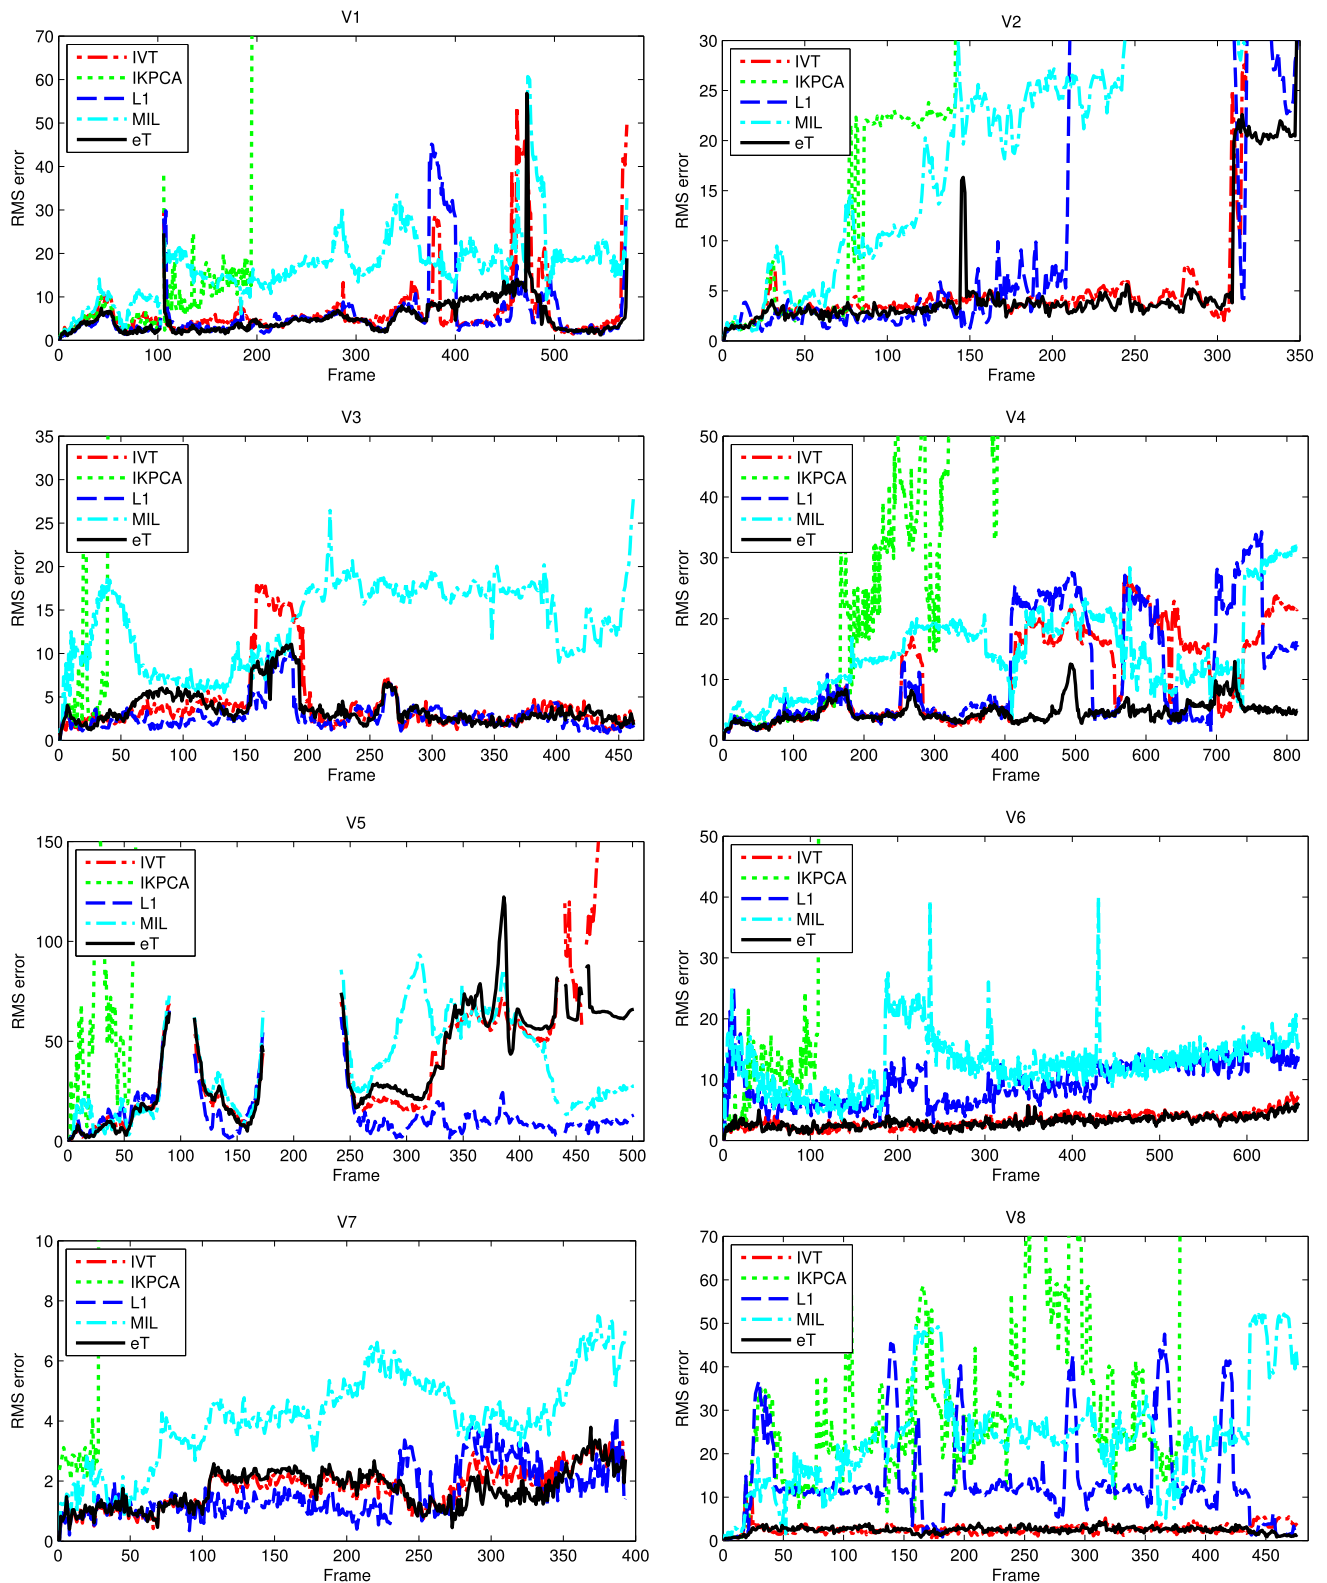 V1
70
60
50
40
30
20
10
0
RMS error
IVT
IKPCA
L1
MIL
eT
0 100 200 300 400 500
Frame
V2
30
25
20
15
10
5
0
RMS error
IVT
IKPCA
L1
MIL
eT
0 50 100 150 200 250 300 350
Frame
V3
35
30
25
20
15
10
5
0
RMS error
IVT
IKPCA
L1
MIL
eT
0 50 100 150 200 250 300 350 400 450
Frame
V4
50
40
30
20
10
0
RMS error
IVT
IKPCA
L1
MIL
eT
0 100 200 300 400 500 600 700 800
Frame
V5
150
100
50
0
RMS error
IVT
IKPCA
L1
MIL
eT
0 50 100 150 200 250 300 350 400 450 500
Frame
V6
50
40
30
20
10
0
RMS error
IVT
IKPCA
L1
MIL
eT
0 100 200 300 400 500 600
Frame
V7
10
8
6
4
2
0
RMS error
IVT
IKPCA
L1
MIL
eT
0 50 100 150 200 250 300 350 400
Frame
V8
70
60
50
40
30
20
10
0
RMS error
IVT
IKPCA
L1
MIL
eT
0 50 100 150 200 250 300 350 400 450
Frame